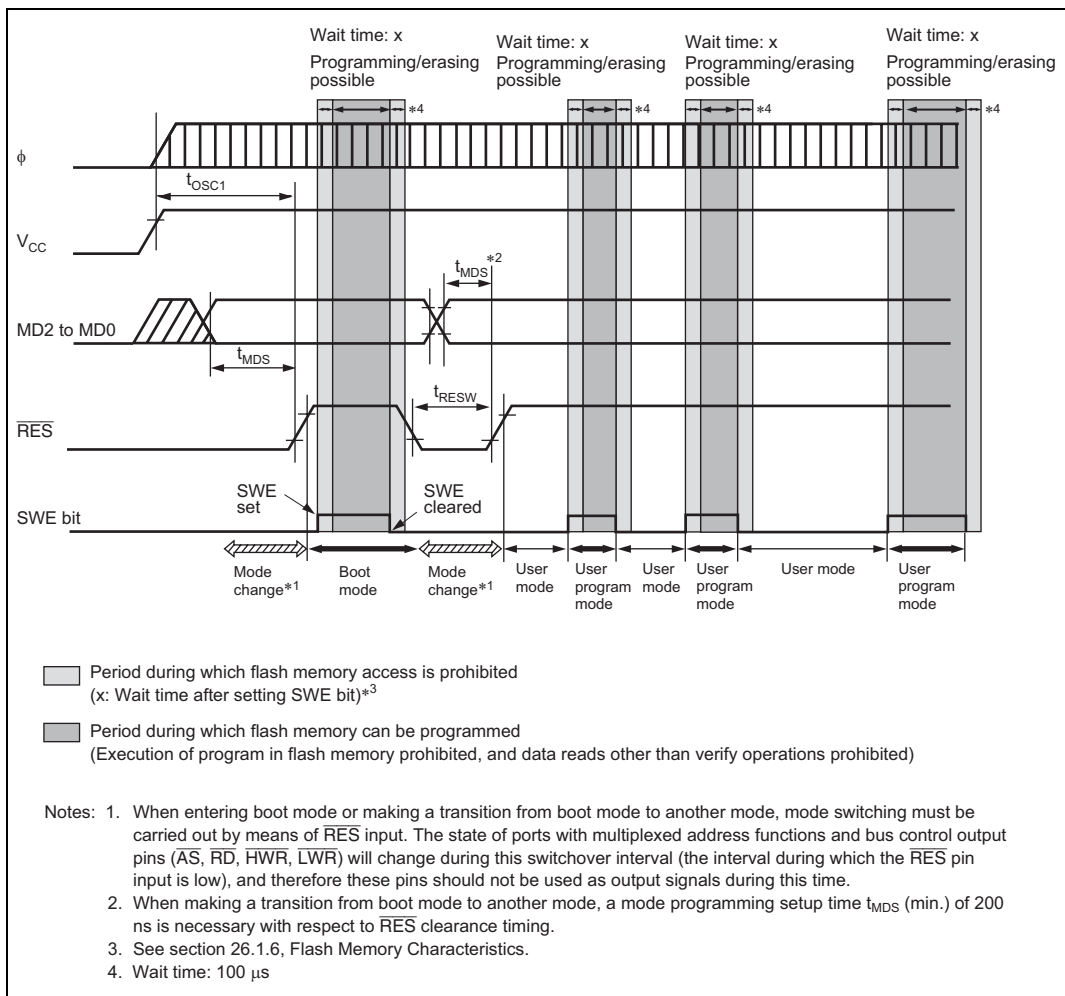 Wait time: x
Programming/erasing
possible
Wait time: x
Programming/erasing
possible
Wait time: x
Programming/erasing
possible
Wait time: x
Programming/erasing
possible
*4
*4
*4
*4
φ
tOSC1
VCC
tMDS*2
MD2 to MD0
tMDS
tRESW
RES
SWE
set
SWE
cleared
SWE bit
Mode
change*1
Boot
mode
Mode
change*1
User
mode
User
program
mode
User
mode
User
program
mode
User mode
User
program
mode
Period during which flash memory access is prohibited
(x: Wait time after setting SWE bit)*3
Period during which flash memory can be programmed
(Execution of program in flash memory prohibited, and data reads other than verify operations prohibited)
Notes: 1. When entering boot mode or making a transition from boot mode to another mode, mode switching must be
carried out by means of RES input. The state of ports with multiplexed address functions and bus control output
pins (AS, RD, HWR, LWR) will change during this switchover interval (the interval during which the RES pin
input is low), and therefore these pins should not be used as output signals during this time.
2. When making a transition from boot mode to another mode, a mode programming setup time tMDS (min.) of 200
ns is necessary with respect to RES clearance timing.
3. See section 26.1.6, Flash Memory Characteristics.
4. Wait time: 100 μs